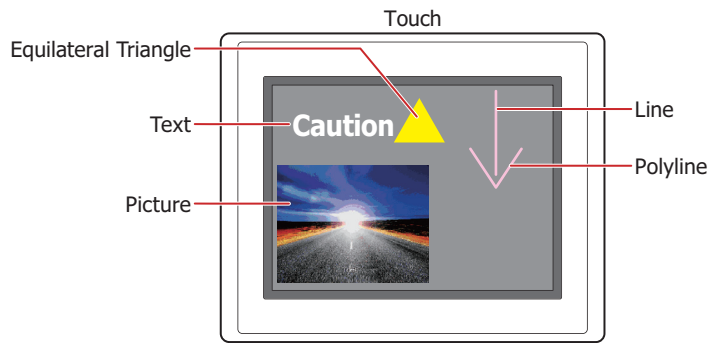 Touch
Equilateral Triangle
Text
Caution
Line
Polyline
Picture